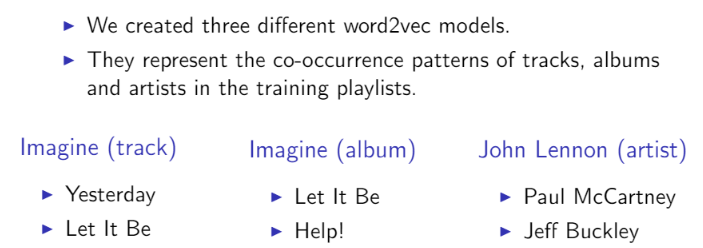 We created three different word2vec models.
They represent the co-occurrence patterns of tracks, albums
and artists in the training playlists.
Imagine (track)
Yesterday
Let It Be
Imagine (album)
Let It Be
Help!
John Lennon (artist)
Paul McCartney
Jeff Buckley